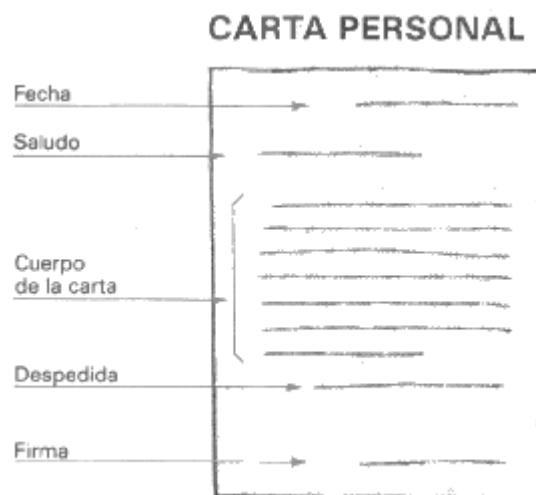 CARTA PERSONAL
Fecha
Saludo
Cuerpo
de la carta
Despedida
Firma